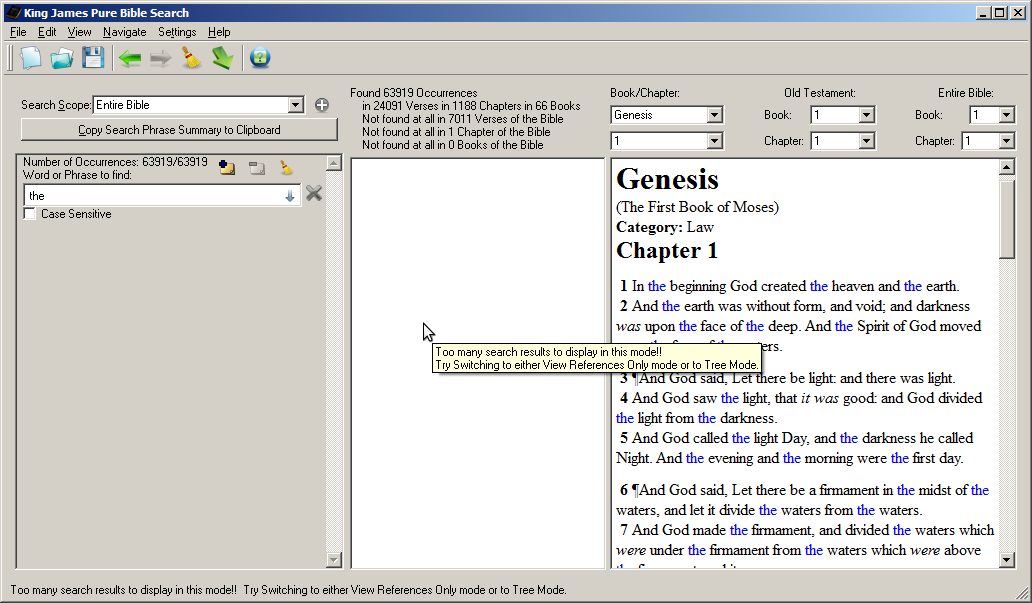 King James Pure Bible Search
File Edit View Navigate Settings Help
Search Scope: Entire Bible
Copy Search Phrase Summary to Clipboard
Number of Occurrences: 63919/63919
Word or Phrase to find:
the
Case Sensitive
Found 63919 Occurrences
in 24091 Verses in 1188 Chapters in 66 Books
Not found at all in 7011 Verses of the Bible
Not found at all in 1 Chapter of the Bible
Not found at all in 0 Books of the Bible
Too many search results to display in this mode!!
Try Switching to either View References Only mode or to Tree Mode.
Book/Chapter: Old Testament: Entire Bible:
Genesis Book: 1 Book: 1
1 Chapter: 1 Chapter: 1
Genesis
(The First Book of Moses)
Category: Law
Chapter 1
1 In the beginning God created the heaven and the earth.
2 And the earth was without form, and void; and darkness
was upon the face of the deep. And the Spirit of God moved
3 ¶And God said, Let there be light: and there was light.
4 And God saw the light, that it was good: and God divided
the light from the darkness.
5 And God called the light Day, and the darkness he called
Night. And the evening and the morning were the first day.
6 ¶And God said, Let there be a firmament in the midst of the
waters, and let it divide the waters from the waters.
7 And God made the firmament, and divided the waters which
were under the firmament from the waters which were above
Too many search results to display in this mode!! Try Switching to either View References Only mode or to Tree Mode.